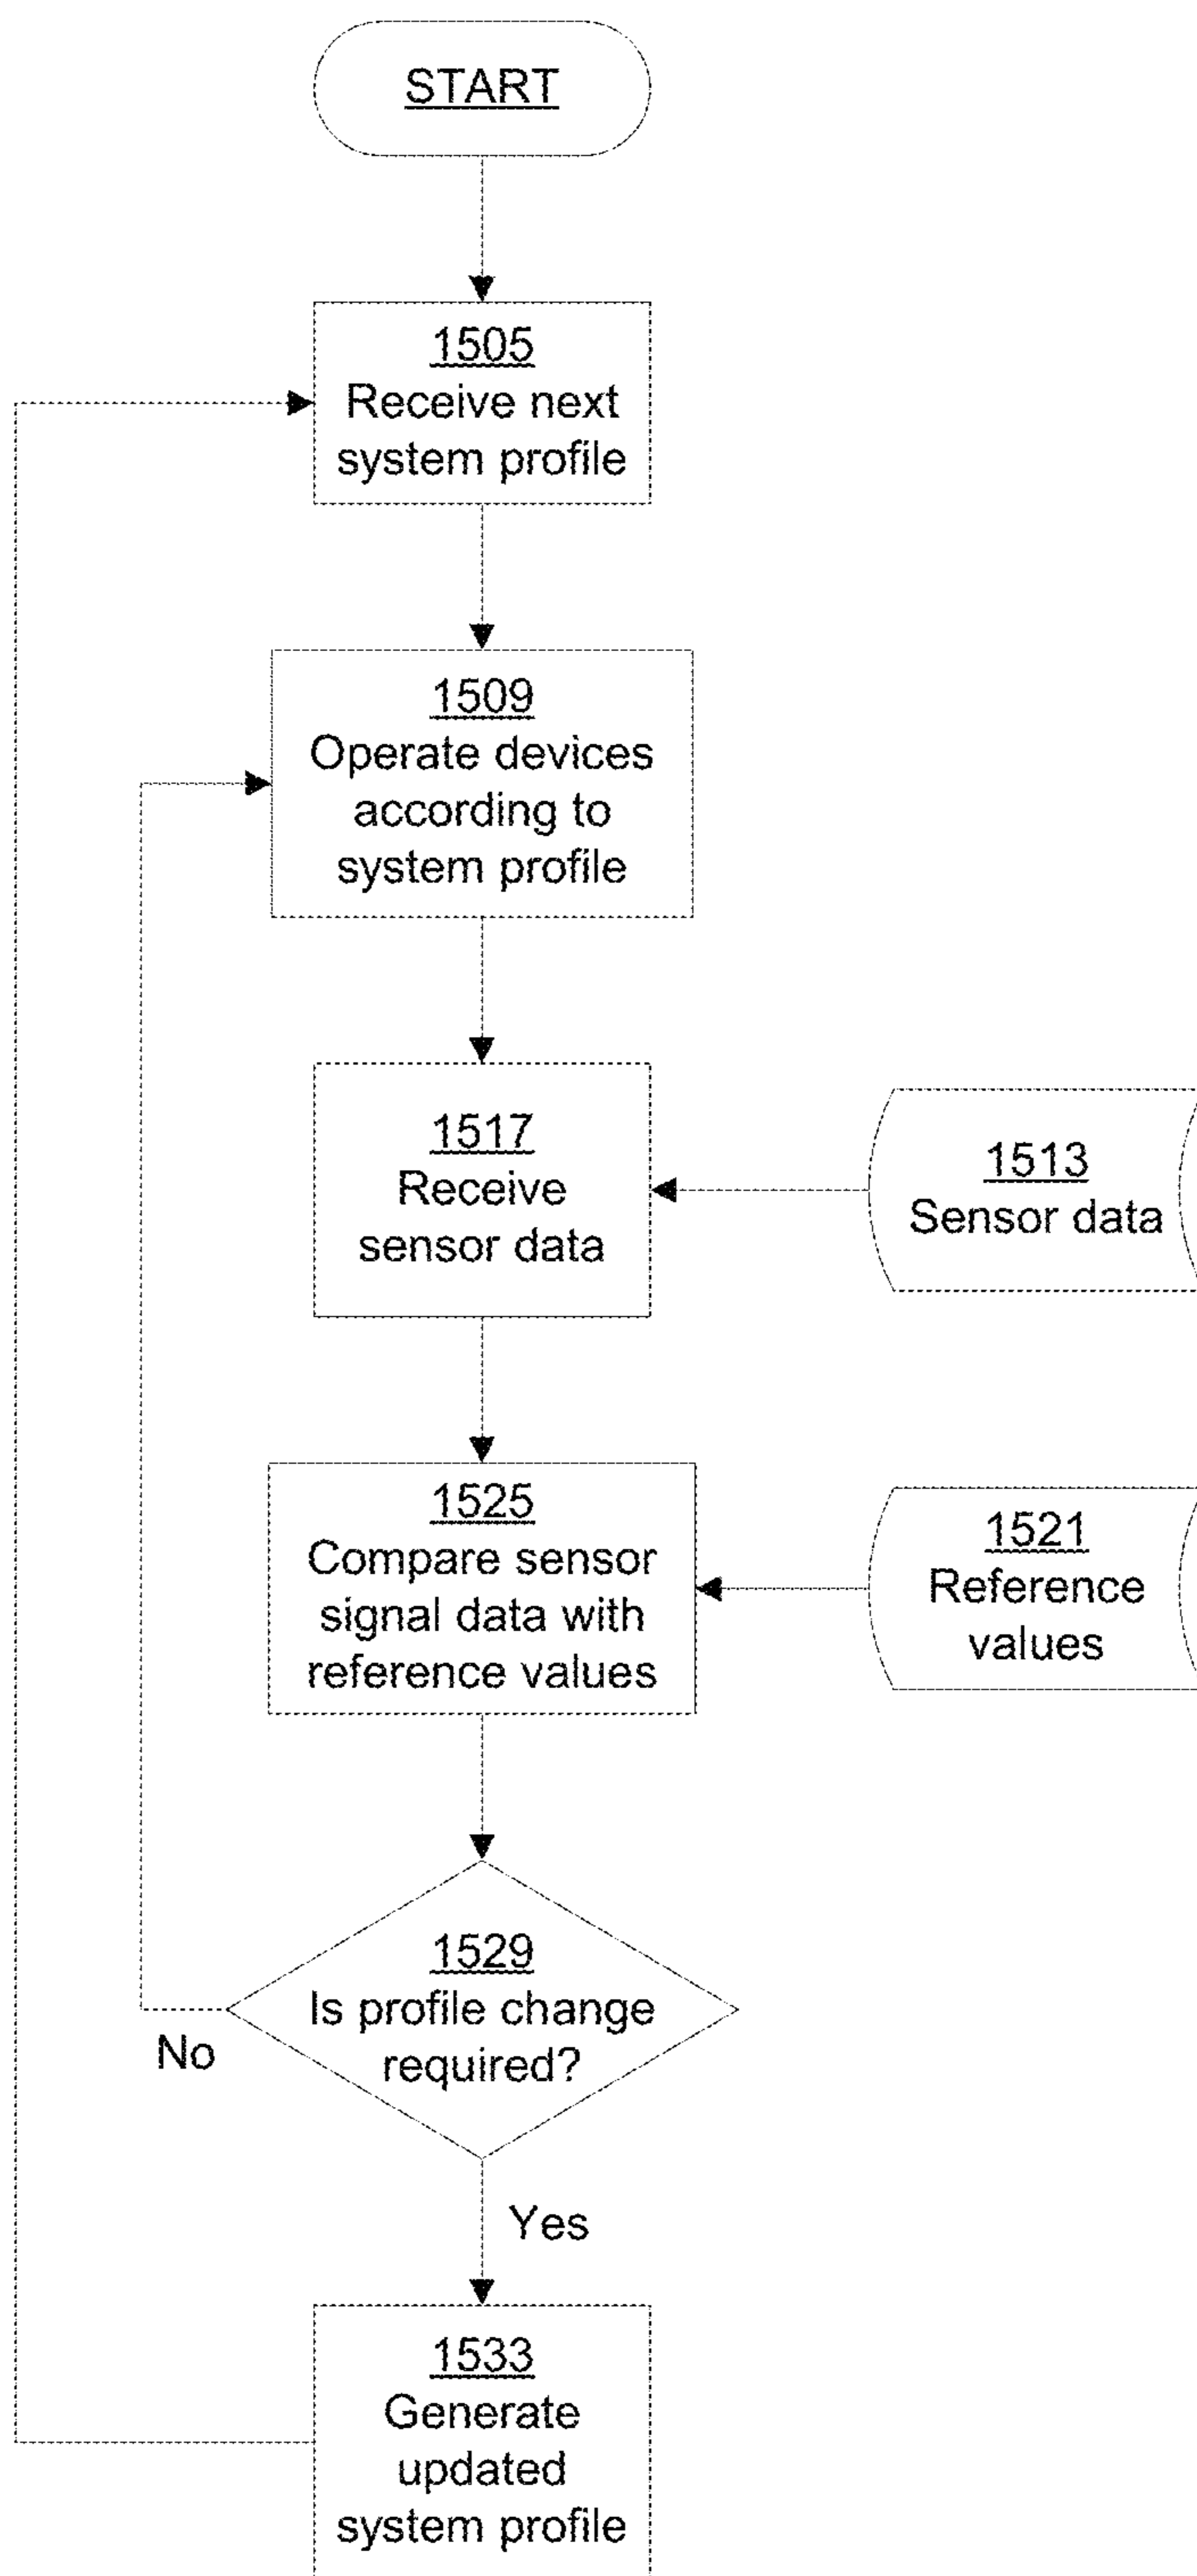 START
1505
Receive next
system profile
1509
Operate devices
according to
system profile
1517
Receive
sensor data
1513
Sensor data
1525
Compare sensor
signal data with
reference values
1521
Reference
values
1529
Is profile change
required?
No
Yes
1533
Generate
updated
system profile